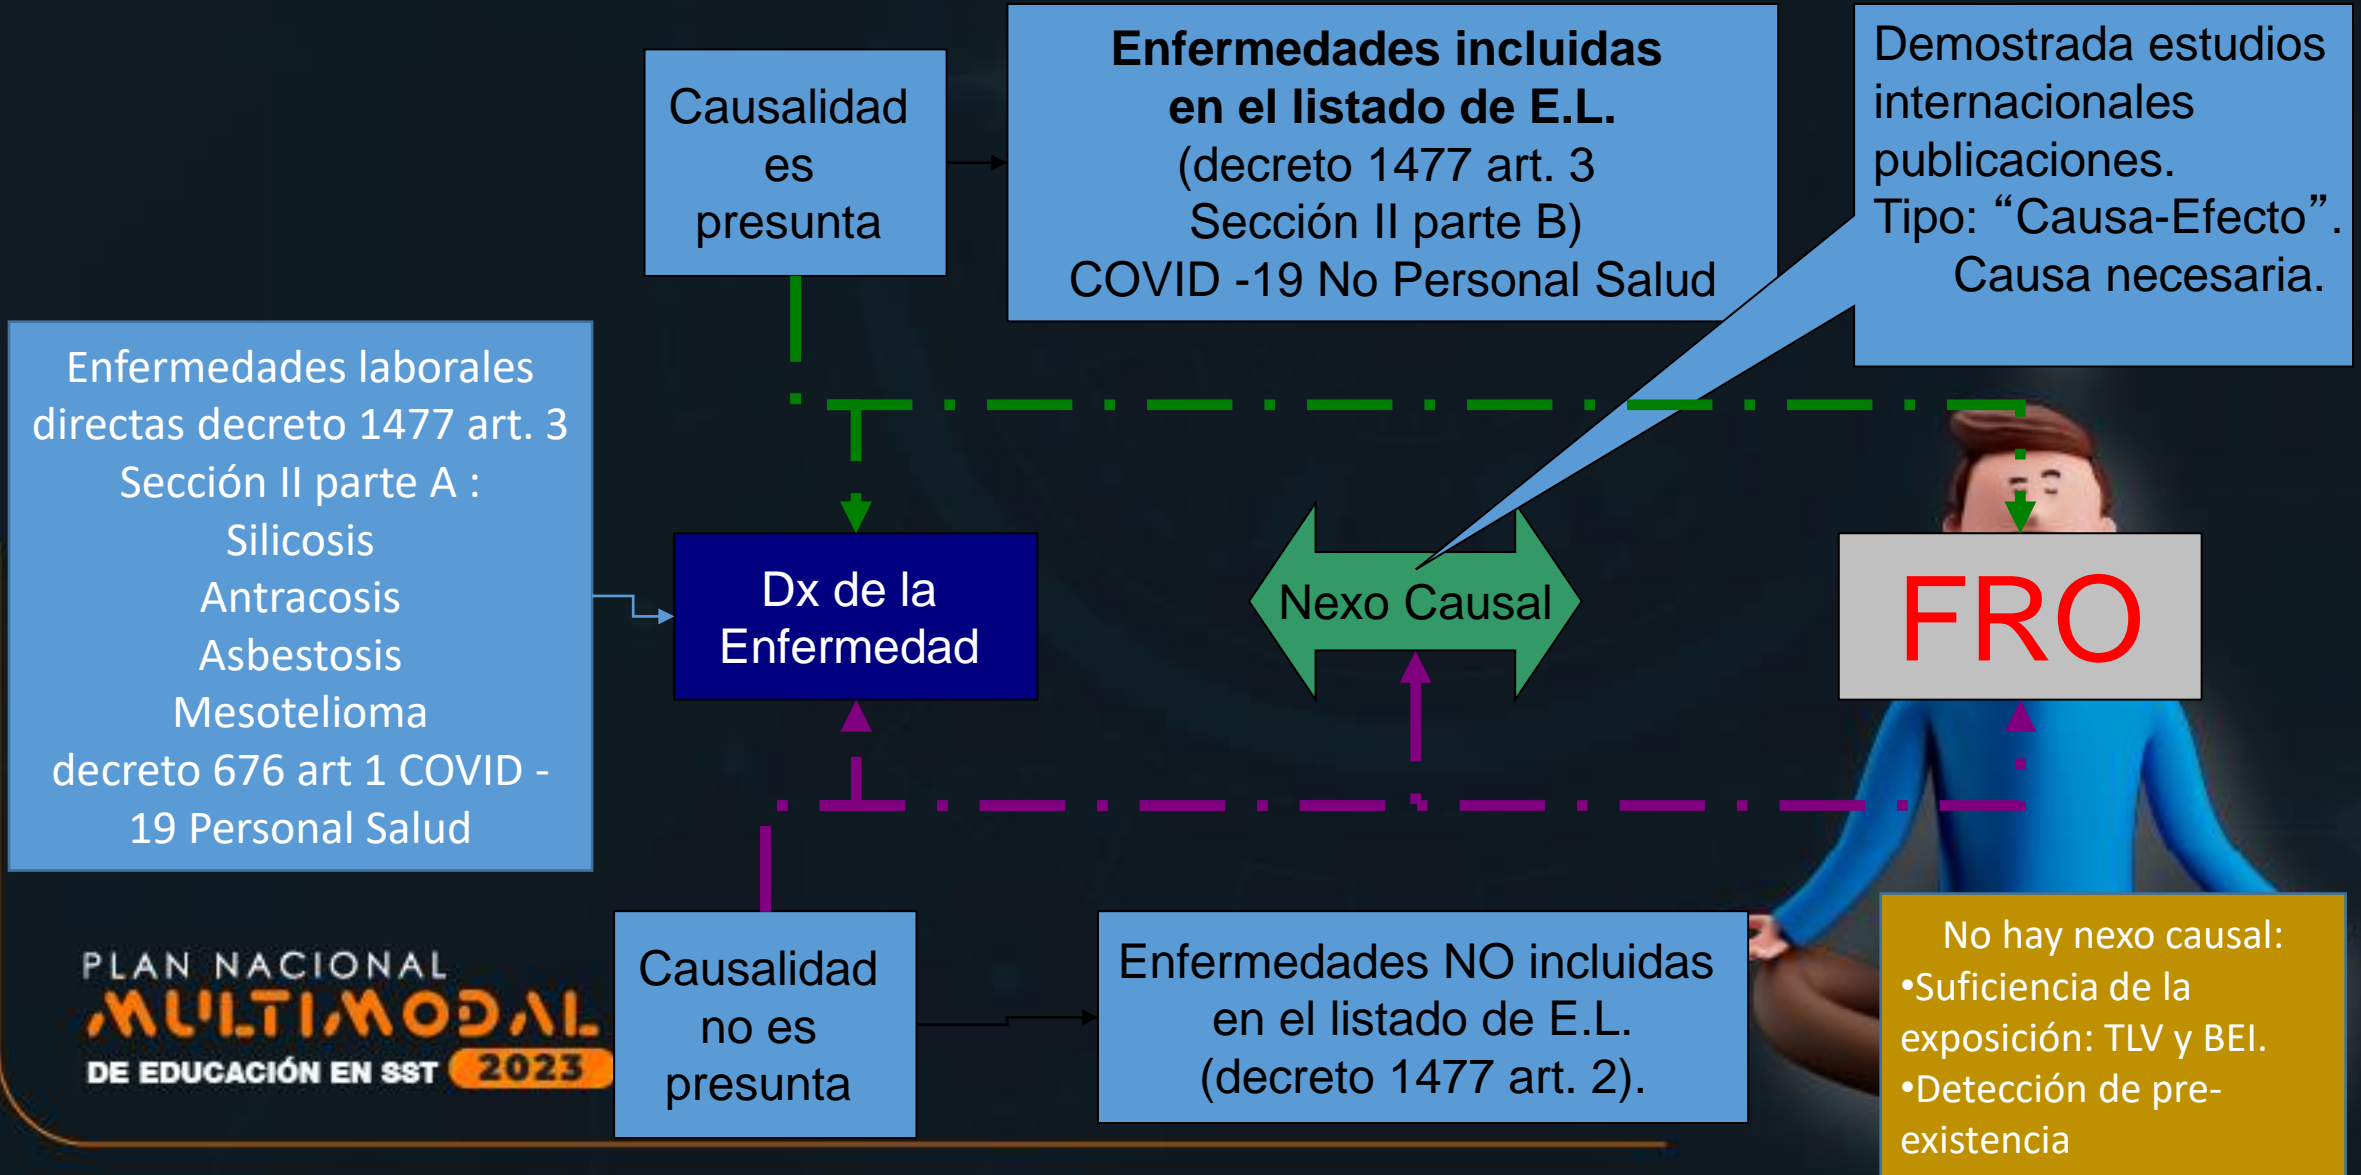 Causalidad
es
presunta
Enfermedades incluidas
en el listado de E.L.
(decreto 1477 art. 3
Sección II parte B)
COVID -19 No Personal Salud
Demostrada estudios
internacionales
publicaciones.
Tipo: “Causa-Efecto”.
Causa necesaria.
Enfermedades laborales
directas decreto 1477 art. 3
Sección II parte A :
Silicosis
Antracosis
Asbestosis
Mesotelioma
decreto 676 art 1 COVID -
19 Personal Salud
Dx de la
Enfermedad
Nexo Causal
FRO
Causalidad
no es
presunta
Enfermedades NO incluidas
en el listado de E.L.
(decreto 1477 art. 2).
No hay nexo causal:
•Suficiencia de la
exposición: TLV y BEI.
•Detección de pre-
existencia
PLAN NACIONAL
MULTIMODAL
DE EDUCACIÓN EN SST 2023